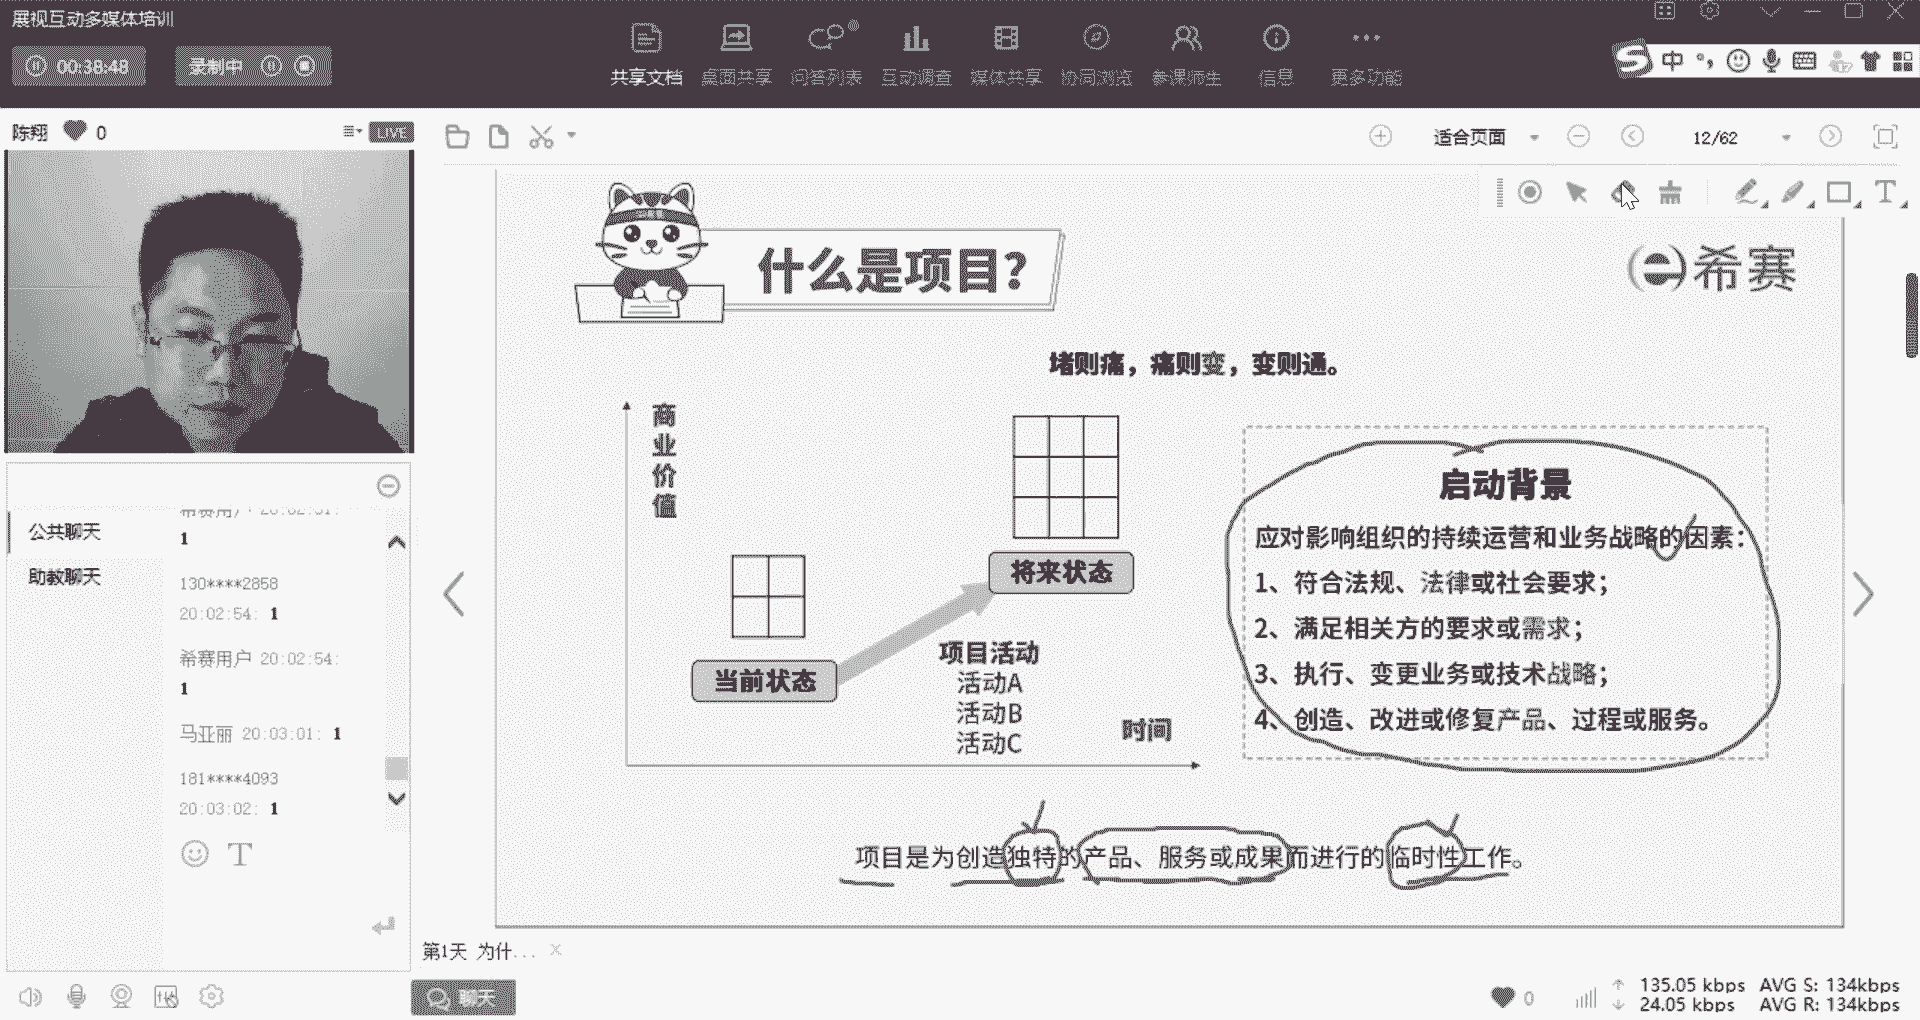 展视互动多媒体培训
00:38:48
录制中
共享文档
桌面共享
问答列表
互动调查
媒体共享
协同浏览
参课师生
信息
更多功能
中
陈翔 0
LIVE
适合页面
12/62
公共聊天
助教聊天
希赛用户 20:02:51:
1
130****2858
20:02:54: 1
希赛用户 20:02:54:
1
马亚丽 20:03:01: 1
181****4093
20:03:02: 1
什么是项目？
希赛
堵则痛，痛则变，变则通。
商业价值
将来状态
当前状态
项目活动
活动A
活动B
活动C
时间
启动背景
应对影响组织的持续运营和业务战略的因素：
1、符合法规、法律或社会要求；
2、满足相关方的要求或需求；
3、执行、变更业务或技术战略；
4、创造、改进或修复产品、过程或服务。
项目是为创造独特的产品、服务或成果而进行的临时性工作。
第1天 为什...
聊天
0
135.05 kbps AVG S: 134kbps
24.05 kbps AVG R: 134kbps